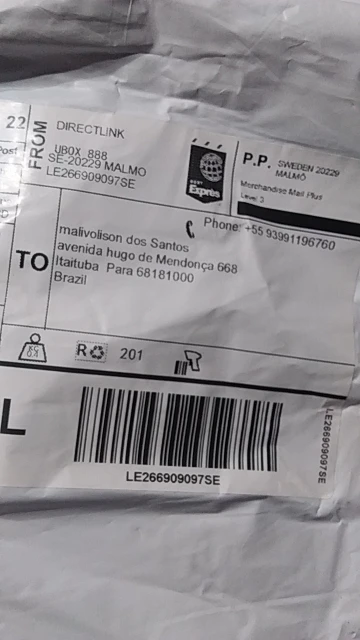 22
FROM
DIRECTLINK
UBOX 888
SE-20229 MALMO
LE266909097SE
Express
P.P. SWEDEN 20229
MALMÖ
Merchandise Mail Plus
Level 3
Phone: +55 93991196760
TO
malivolison dos Santos
avenida hugo de Mendonça 668
Itaituba Para 68181000
Brazil
R 201
L
LE266909097SE
LE266909097SE